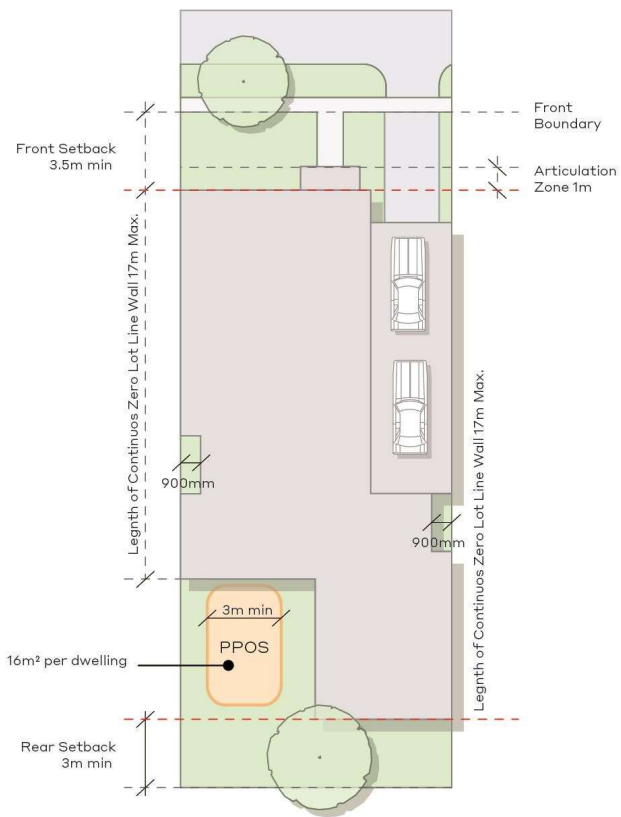 Front
Boundary
Front Setback
3.5m min
Articulation
Zone 1m
Legnth of Continuos Zero Lot Line Wall 17m Max.
900mm
900mm
Legnth of Continuos Zero Lot Line Wall 17m Max.
3m min
PPOS
16m² per dwelling
Rear Setback
3m min